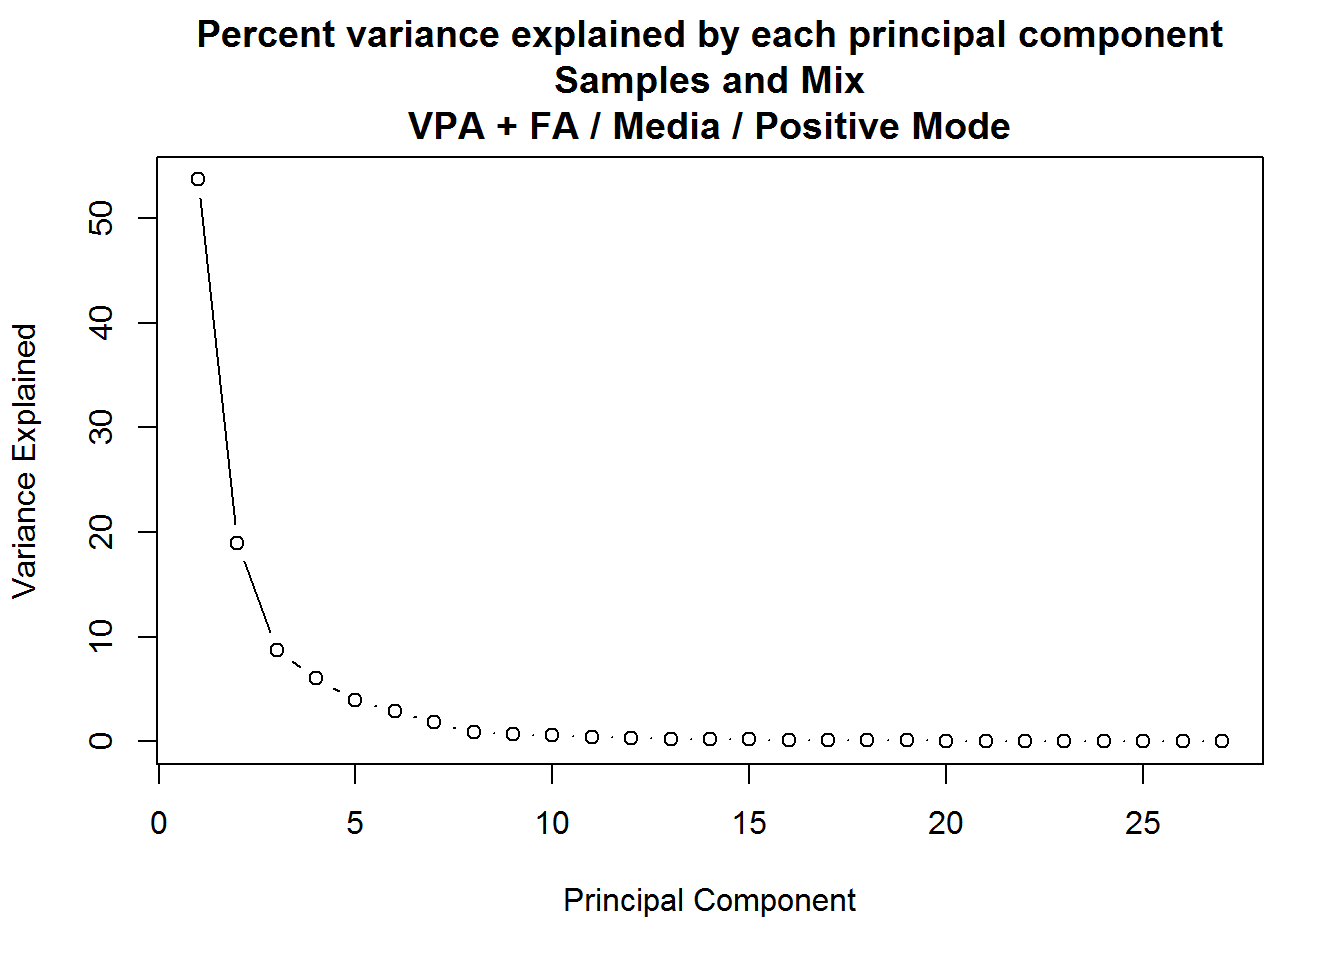 Percent variance explained by each principal component
Samples and Mix
VPA + FA / Media / Positive Mode
Variance Explained
50
40
30
20
10
0
0 5 10 15 20 25
Principal Component